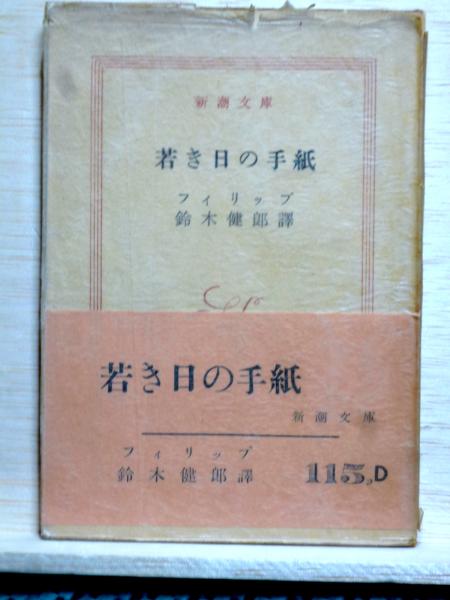 新潮文庫
若き日の手紙
フィリップ
鈴木健郎譯
若き日の手紙
新潮文庫
フィリップ
鈴木健郎譯
115,D